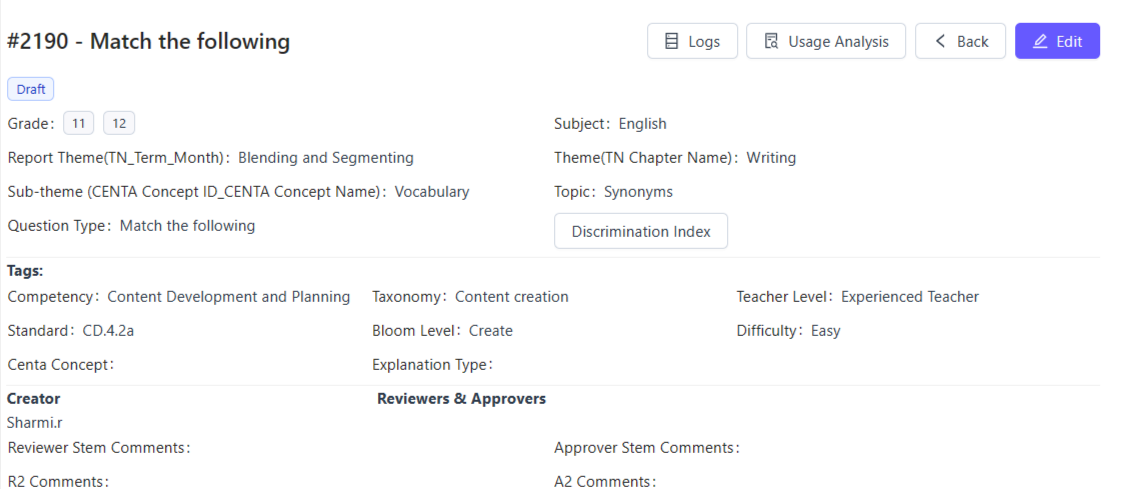 #2190 - Match the following
Logs
Usage Analysis
Back
Edit
Draft
Grade: 11 12
Subject: English
Report Theme(TN_Term_Month): Blending and Segmenting
Theme(TN Chapter Name): Writing
Sub-theme (CENTA Concept ID_CENTA Concept Name): Vocabulary
Topic: Synonyms
Question Type: Match the following
Discrimination Index
Tags:
Competency: Content Development and Planning
Taxonomy: Content creation
Teacher Level: Experienced Teacher
Standard: CD.4.2a
Bloom Level: Create
Difficulty: Easy
Centa Concept:
Explanation Type:
Creator
Reviewers & Approvers
Sharmi.r
Reviewer Stem Comments:
Approver Stem Comments:
R2 Comments:
A2 Comments: